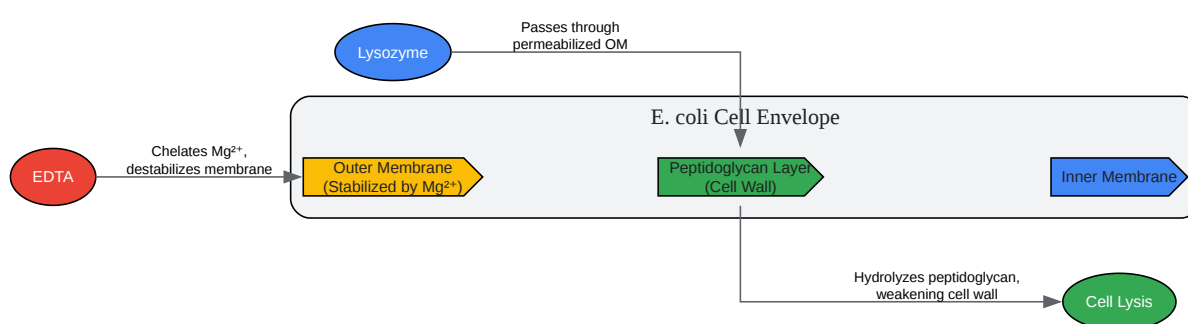 Passes through
permeabilized OM
Lysozyme
E. coli Cell Envelope
Chelates Mg²⁺,
destabilizes membrane
EDTA
Outer Membrane
(Stabilized by Mg²⁺)
Peptidoglycan Layer
(Cell Wall)
Inner Membrane
Hydrolyzes peptidoglycan,
weakening cell wall
Cell Lysis